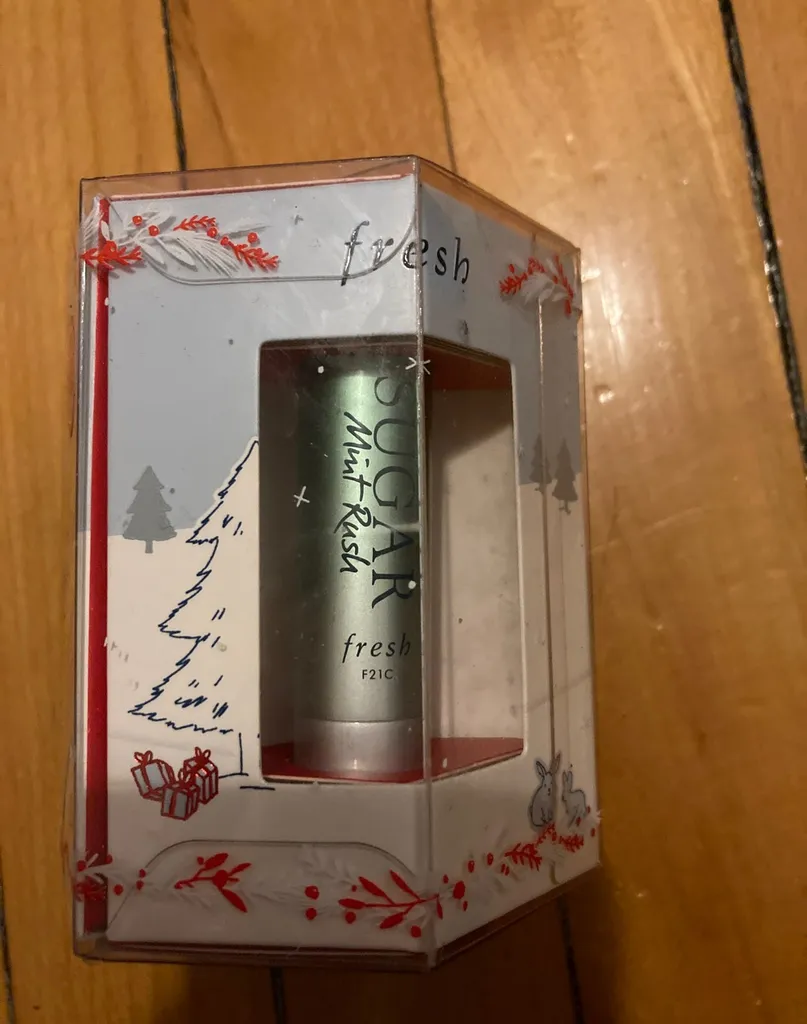 fresh
SUGAR
Mint Rush
fresh
F21C